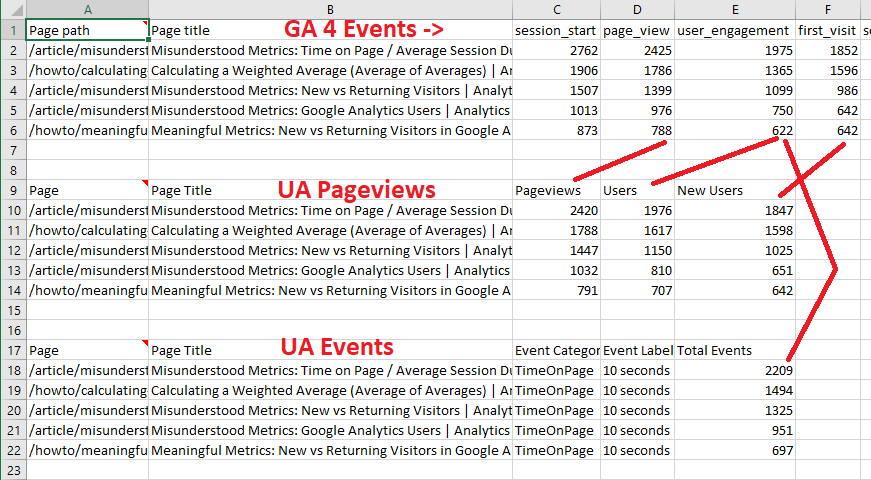 A B C D E F
1 Page path Page title GA 4 Events -> session_start page_view user_engagement first_visit
2 /article/misunderst Misunderstood Metrics: Time on Page / Average Session Du 2762 2425 1975 1852
3 /howto/calculating Calculating a Weighted Average (Average of Averages) | An 1906 1786 1365 1596
4 /article/misunderst Misunderstood Metrics: New vs Returning Visitors | Analyt 1507 1399 1099 986
5 /article/misunderst Misunderstood Metrics: Google Analytics Users | Analytics 1013 976 750 642
6 /howto/meaningfu Meaningful Metrics: New vs Returning Visitors in Google A 873 788 622 642
7
8
9 Page Page Title UA Pageviews Pageviews Users New Users
10 /article/misunderst Misunderstood Metrics: Time on Page / Average Session Du 2420 1976 1847
11 /howto/calculating Calculating a Weighted Average (Average of Averages) | An 1788 1617 1598
12 /article/misunderst Misunderstood Metrics: New vs Returning Visitors | Analyt 1447 1150 1025
13 /article/misunderst Misunderstood Metrics: Google Analytics Users | Analytics 1032 810 651
14 /howto/meaningfu Meaningful Metrics: New vs Returning Visitors in Google A 791 707 642
15
16
17 Page Page Title UA Events Event Categor Event Label Total Events
18 /article/misunderst Misunderstood Metrics: Time on Page / Average Session Du TimeOnPage 10 seconds 2209
19 /howto/calculating Calculating a Weighted Average (Average of Averages) | An TimeOnPage 10 seconds 1494
20 /article/misunderst Misunderstood Metrics: New vs Returning Visitors | Analyt TimeOnPage 10 seconds 1325
21 /article/misunderst Misunderstood Metrics: Google Analytics Users | Analytics TimeOnPage 10 seconds 951
22 /howto/meaningfu Meaningful Metrics: New vs Returning Visitors in Google A TimeOnPage 10 seconds 697
23